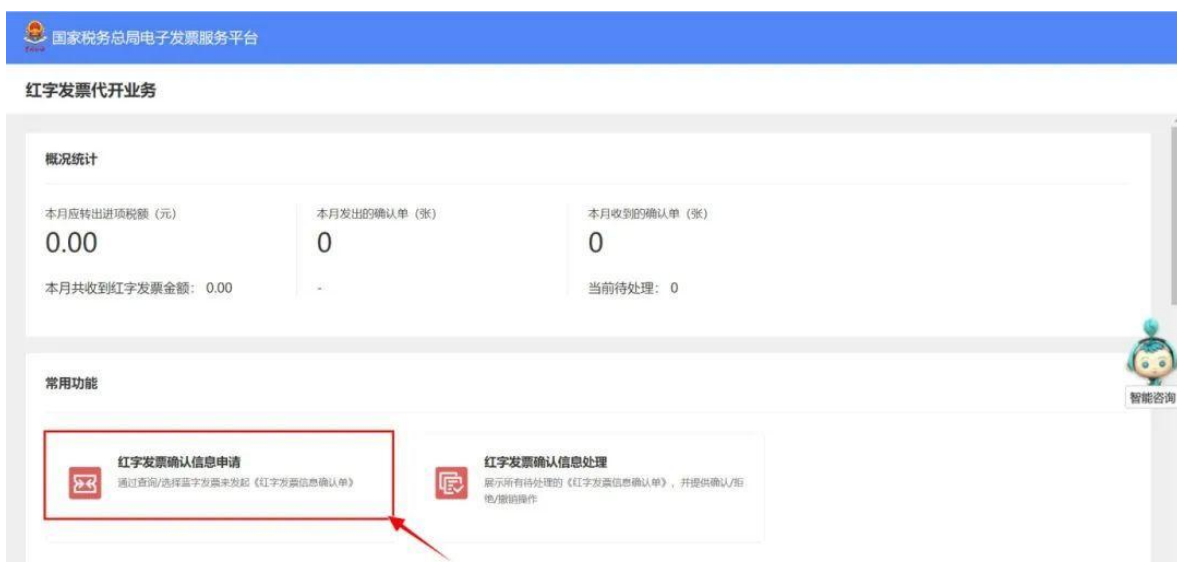 国家税务总局电子发票服务平台
红字发票代开业务
概况统计
本月应转出进项税额（元）
本月发出的确认单（张）
本月收到的确认单（张）
0.00
0
0
本月共收到红字发票金额： 0.00
-
当前待处理： 0
常用功能
智能咨询
红字发票确认信息申请
通过查询/选择蓝字发票来发起《红字发票信息确认单》
红字发票确认信息处理
展示所有待处理的《红字发票信息确认单》，并提供确认/拒
绝/撤销操作